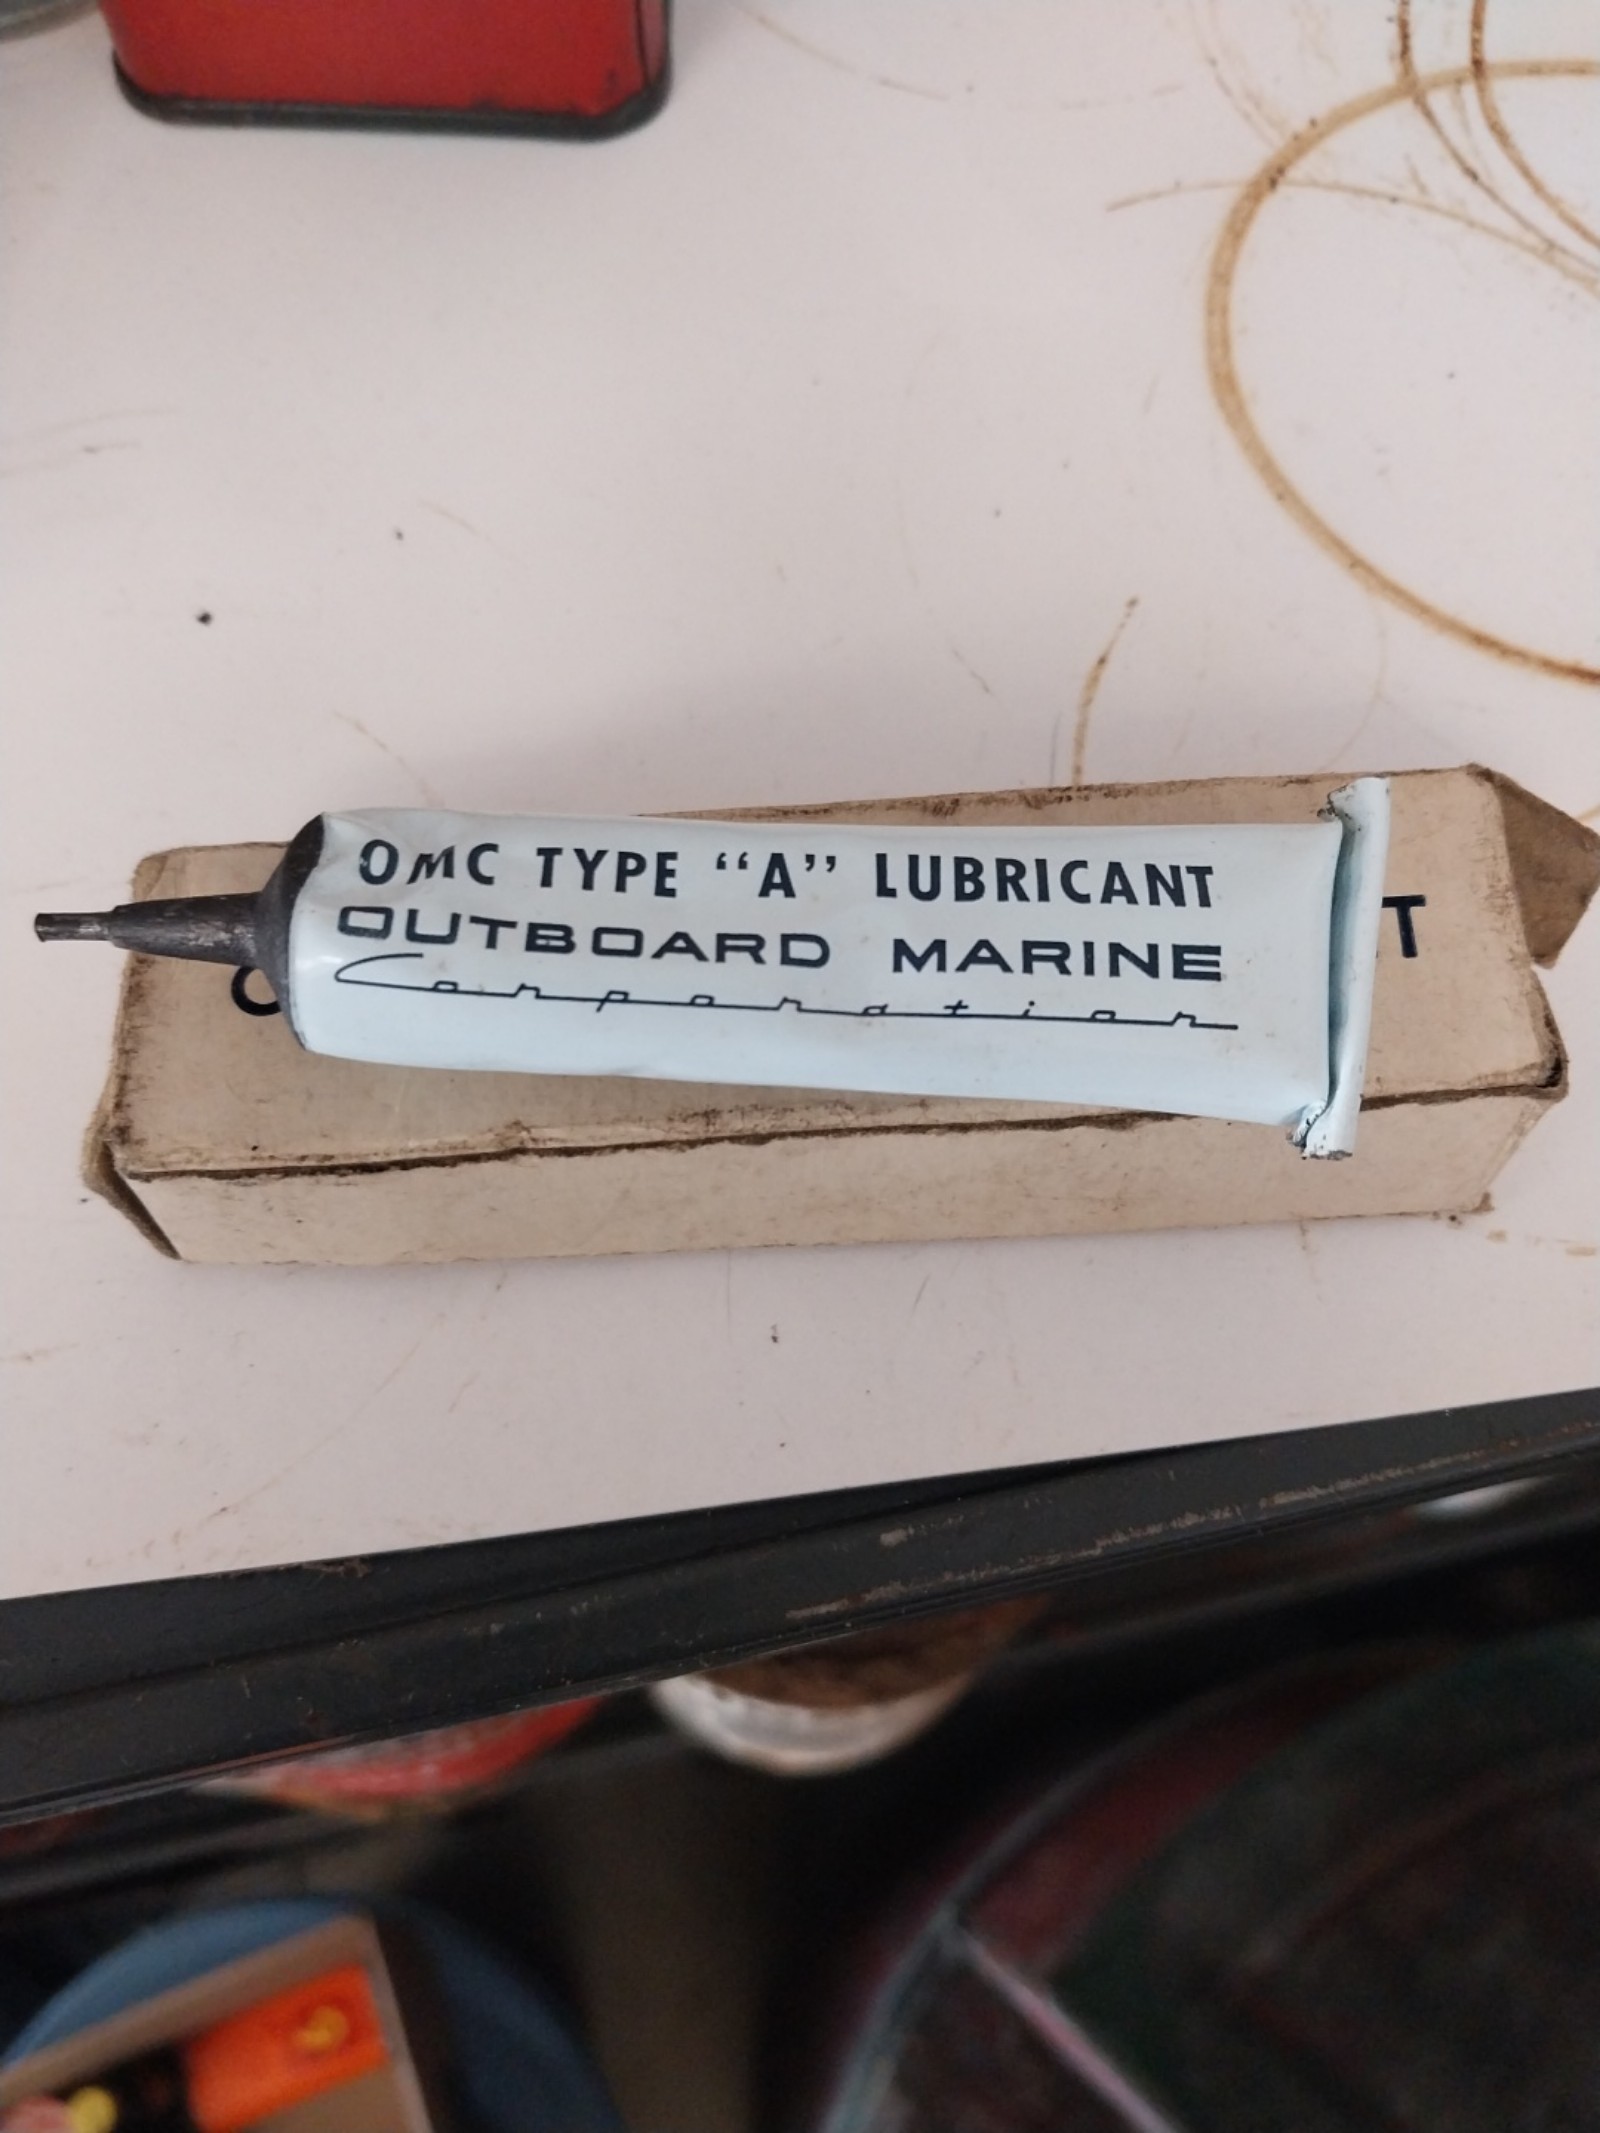 OMC TYPE “A” LUBRICANT
OUTBOARD MARINE
Corporation